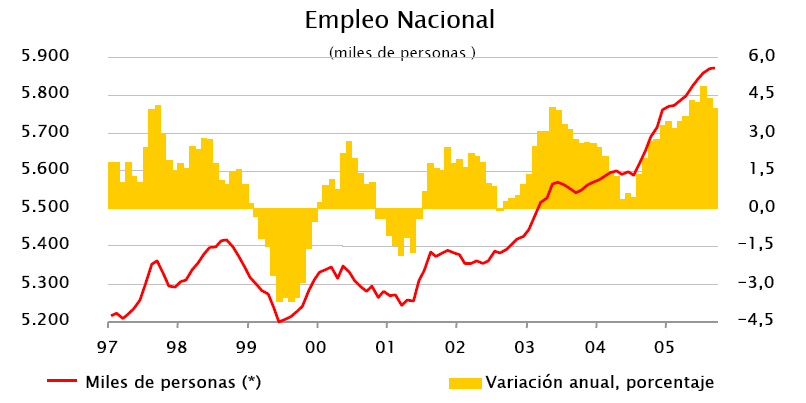 Empleo Nacional
(miles de personas )
5.900 6,0
5.800 4,5
5.700 3,0
5.600 1,5
5.500 0,0
5.400 -1,5
5.300 -3,0
5.200 -4,5
97 98 99 00 01 02 03 04 05
Miles de personas (*) Variación anual, porcentaje